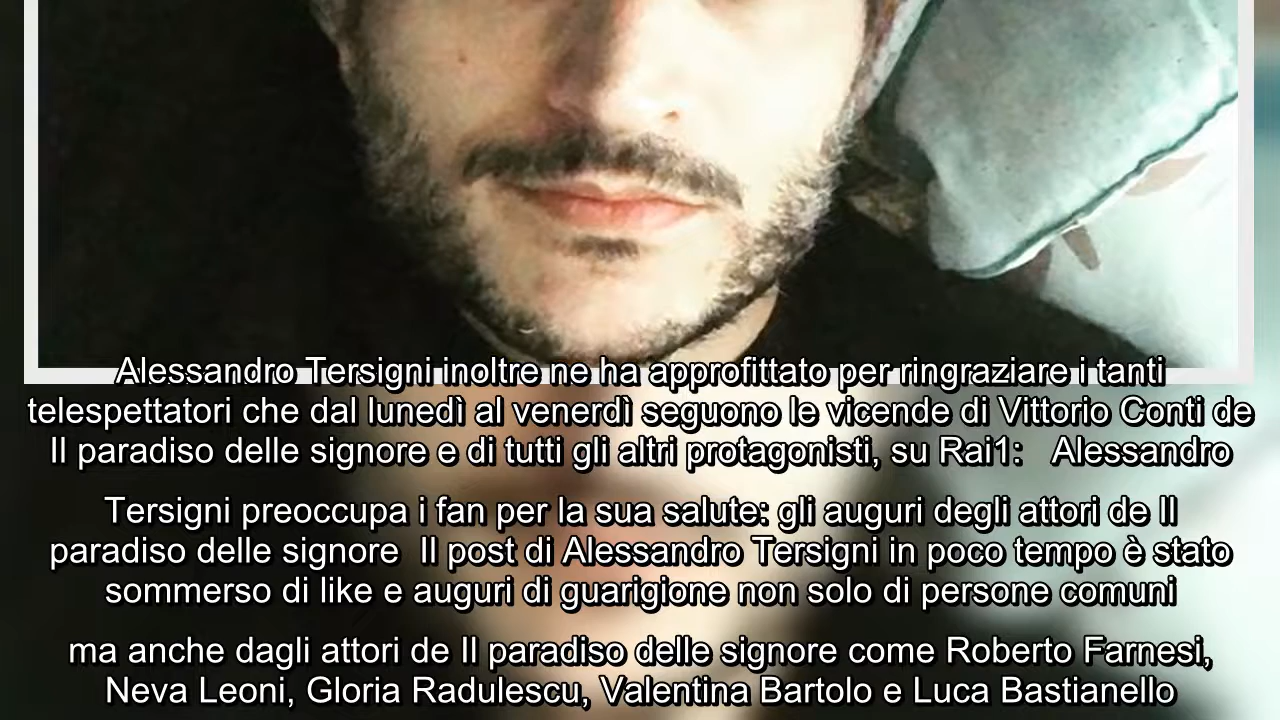 Alessandro Tersigni inoltre ne ha approfittato per ringraziare i tanti
telespettatori che dal lunedì al venerdì seguono le vicende di Vittorio Conti de
Il paradiso delle signore e di tutti gli altri protagonisti, su Rai1:   Alessandro
Tersigni preoccupa i fan per la sua salute: gli auguri degli attori de Il
paradiso delle signore  Il post di Alessandro Tersigni in poco tempo è stato
sommerso di like e auguri di guarigione non solo di persone comuni
ma anche dagli attori de Il paradiso delle signore come Roberto Farnesi,
Neva Leoni, Gloria Radulescu, Valentina Bartolo e Luca Bastianello